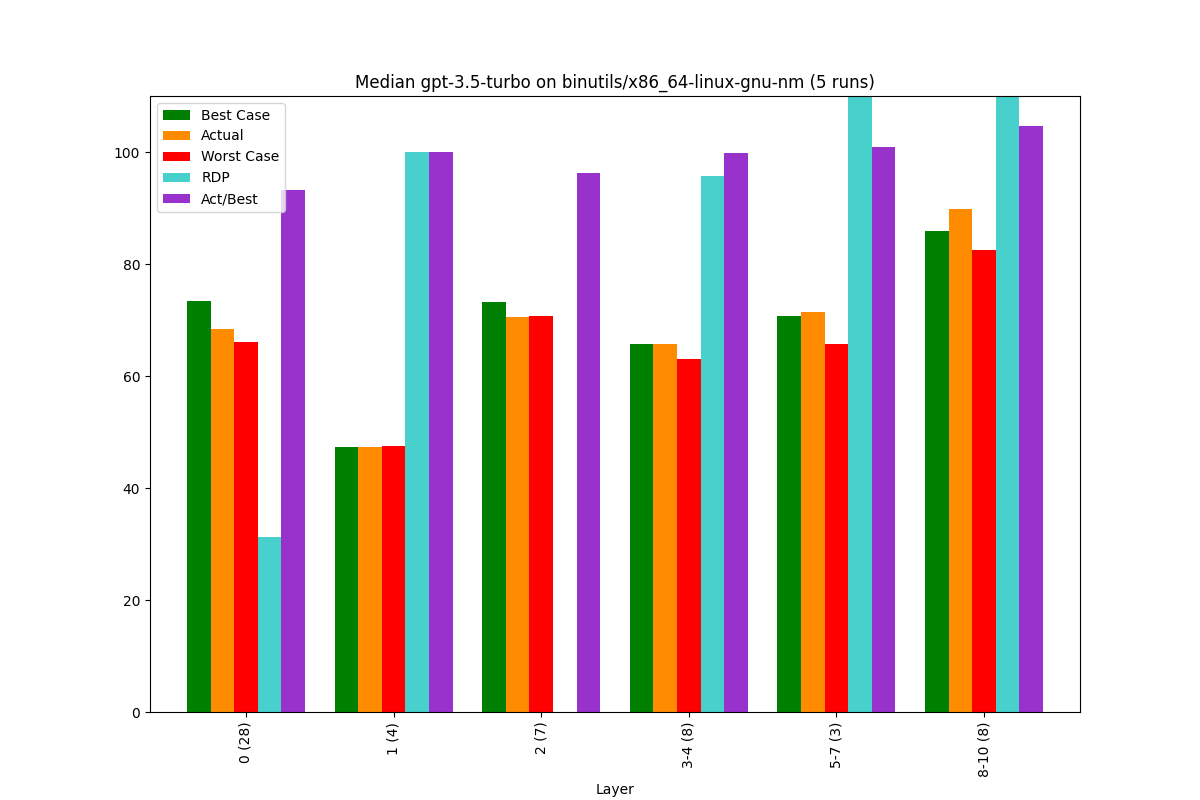 Median gpt-3.5-turbo on binutils/x86_64-linux-gnu-nm (5 runs)
Best Case
Actual
Worst Case
RDP
Act/Best
100
80
60
40
20
0
0 (28)
1 (4)
2 (7)
3-4 (8)
5-7 (3)
8-10 (8)
Layer